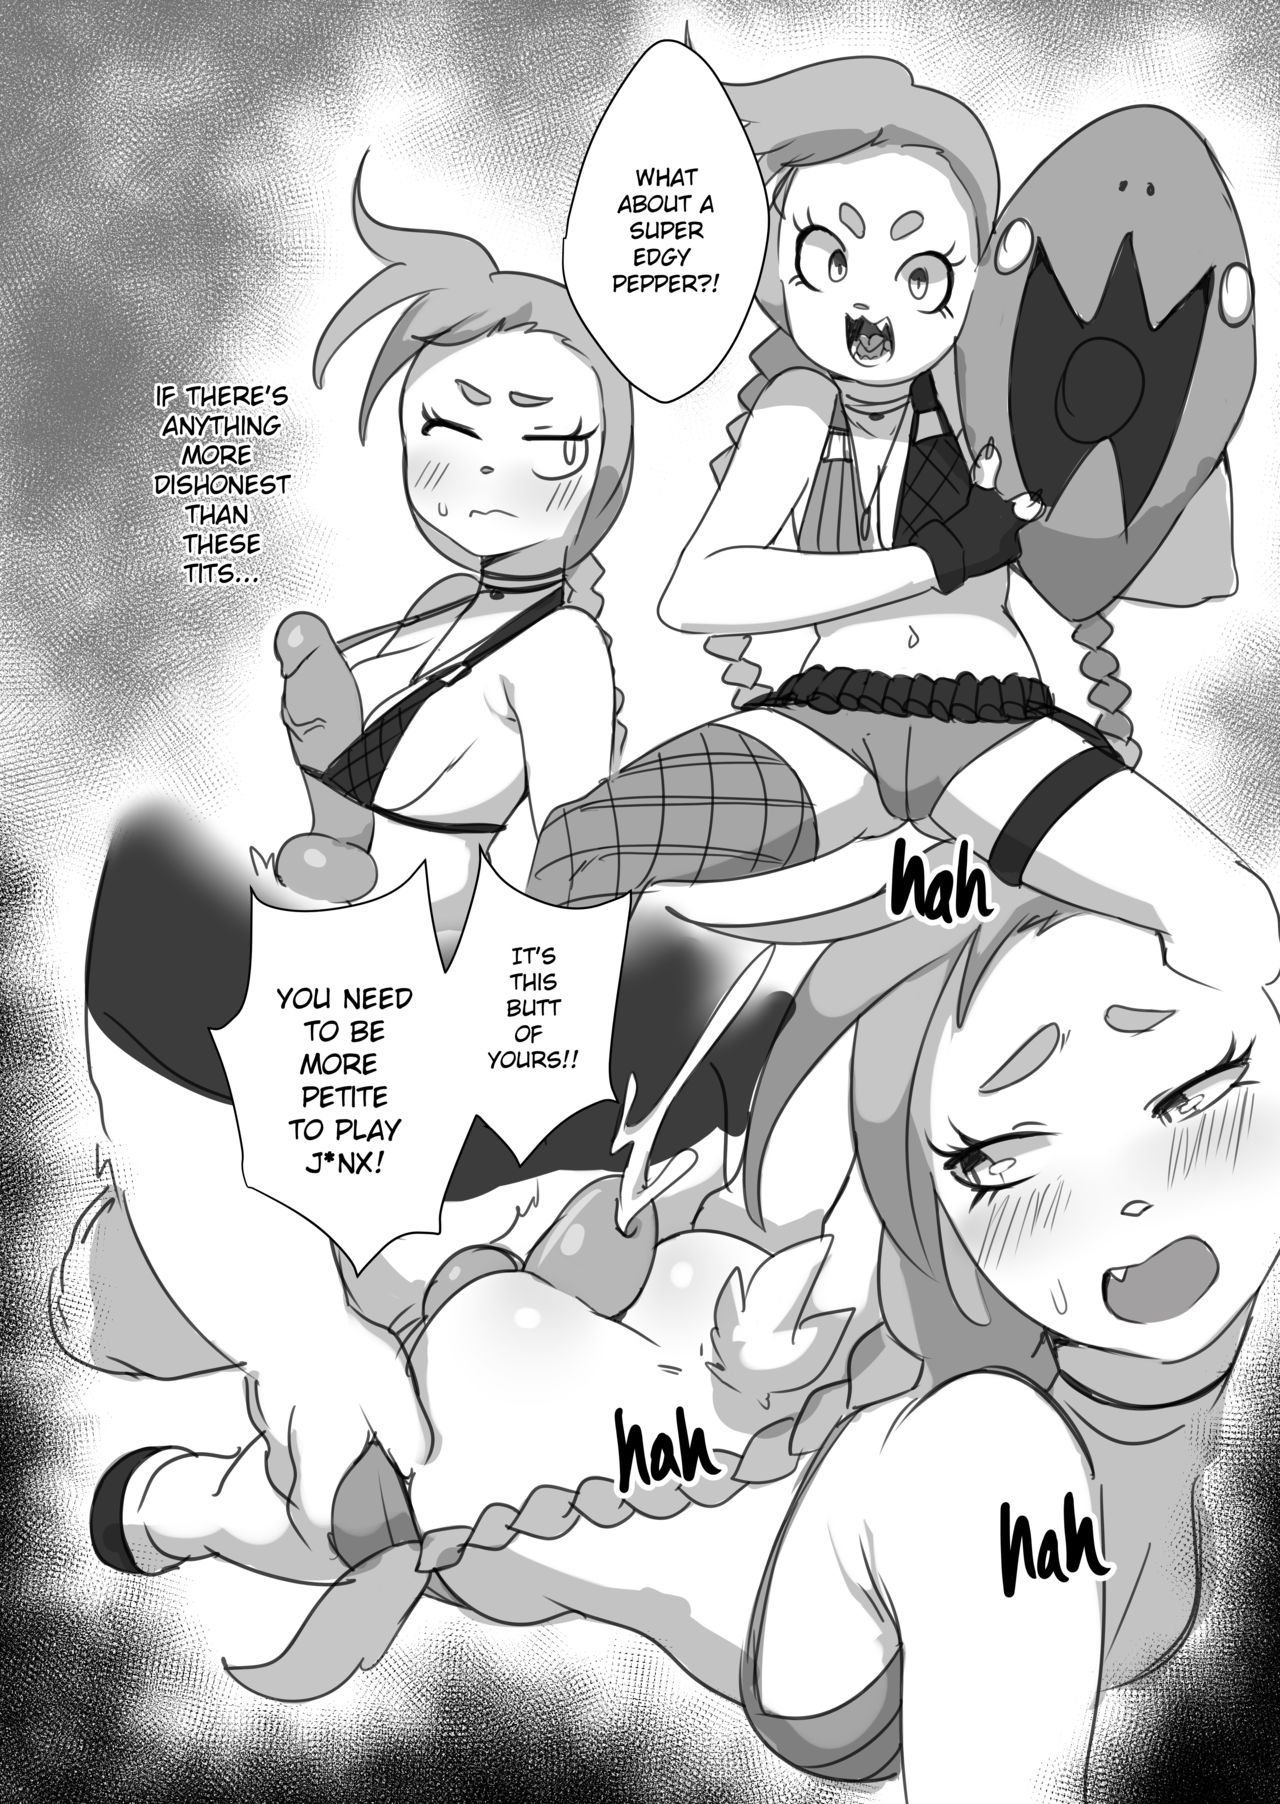 WHAT
ABOUT A
SUPER
EDGY
PEPPER?!
IF THERE'S
ANYTHING
MORE
DISHONEST
THAN
THESE
TITS...
IT'S
THIS
BUTT
OF
YOURS!!
YOU NEED
TO BE
MORE
PETITE
TO PLAY
J*NX!
hah
hah
hah